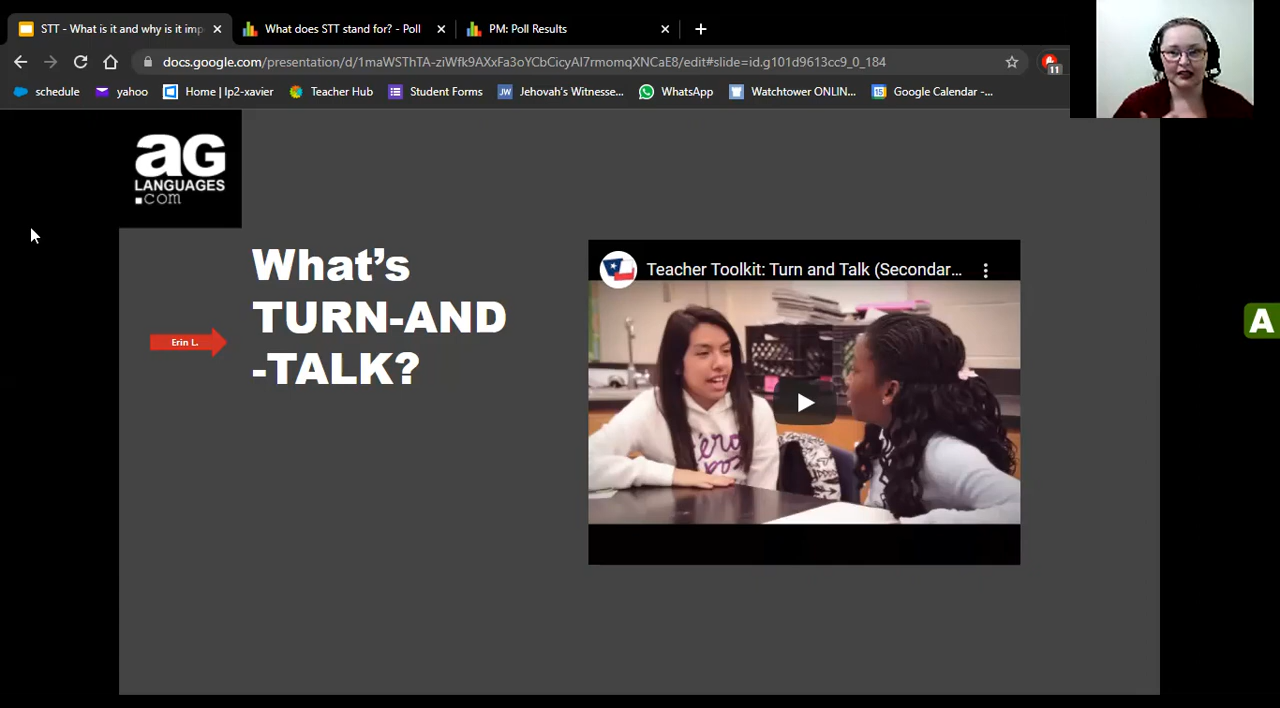 STT - What is it and why is it imp
What does STT stand for? - Poll
PM: Poll Results
docs.google.com/presentation/d/1maWSThTA-ziWfk9AXxFa3oYCbCicyAI7rmomqXNCaE8/edit#slide=id.g101d9613cc9_0_184
11
schedule
yahoo
Home | lp2-xavier
Teacher Hub
Student Forms
JW
Jehovah's Witnesse...
WhatsApp
Watchtower ONLIN...
15
Google Calendar -...
aG
LANGUAGES
.com
What's
TURN-AND
-TALK?
Erin L.
Teacher Toolkit: Turn and Talk (Secondar...
A